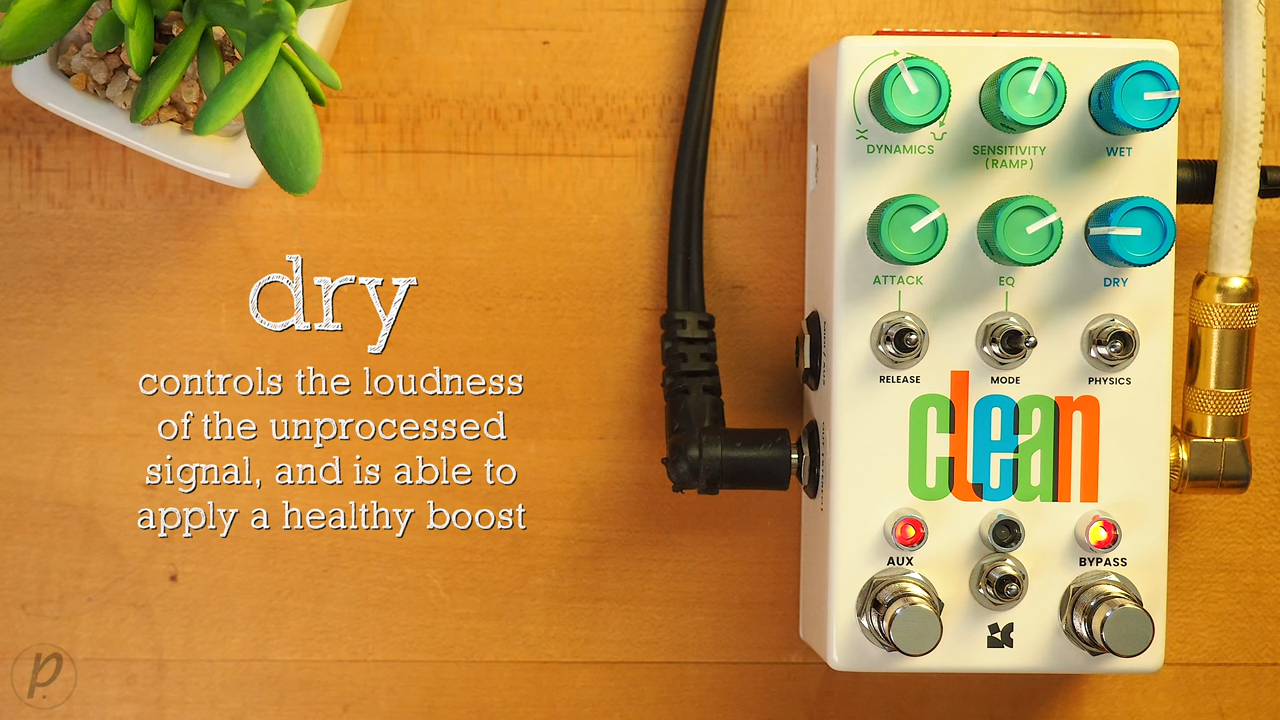 dry
controls the loudness
of the unprocessed
signal, and is able to
apply a healthy boost
DYNAMICS
SENSITIVITY
(RAMP)
WET
ATTACK
EQ
DRY
RELEASE
MODE
PHYSICS
clean
AUX
BYPASS
p.